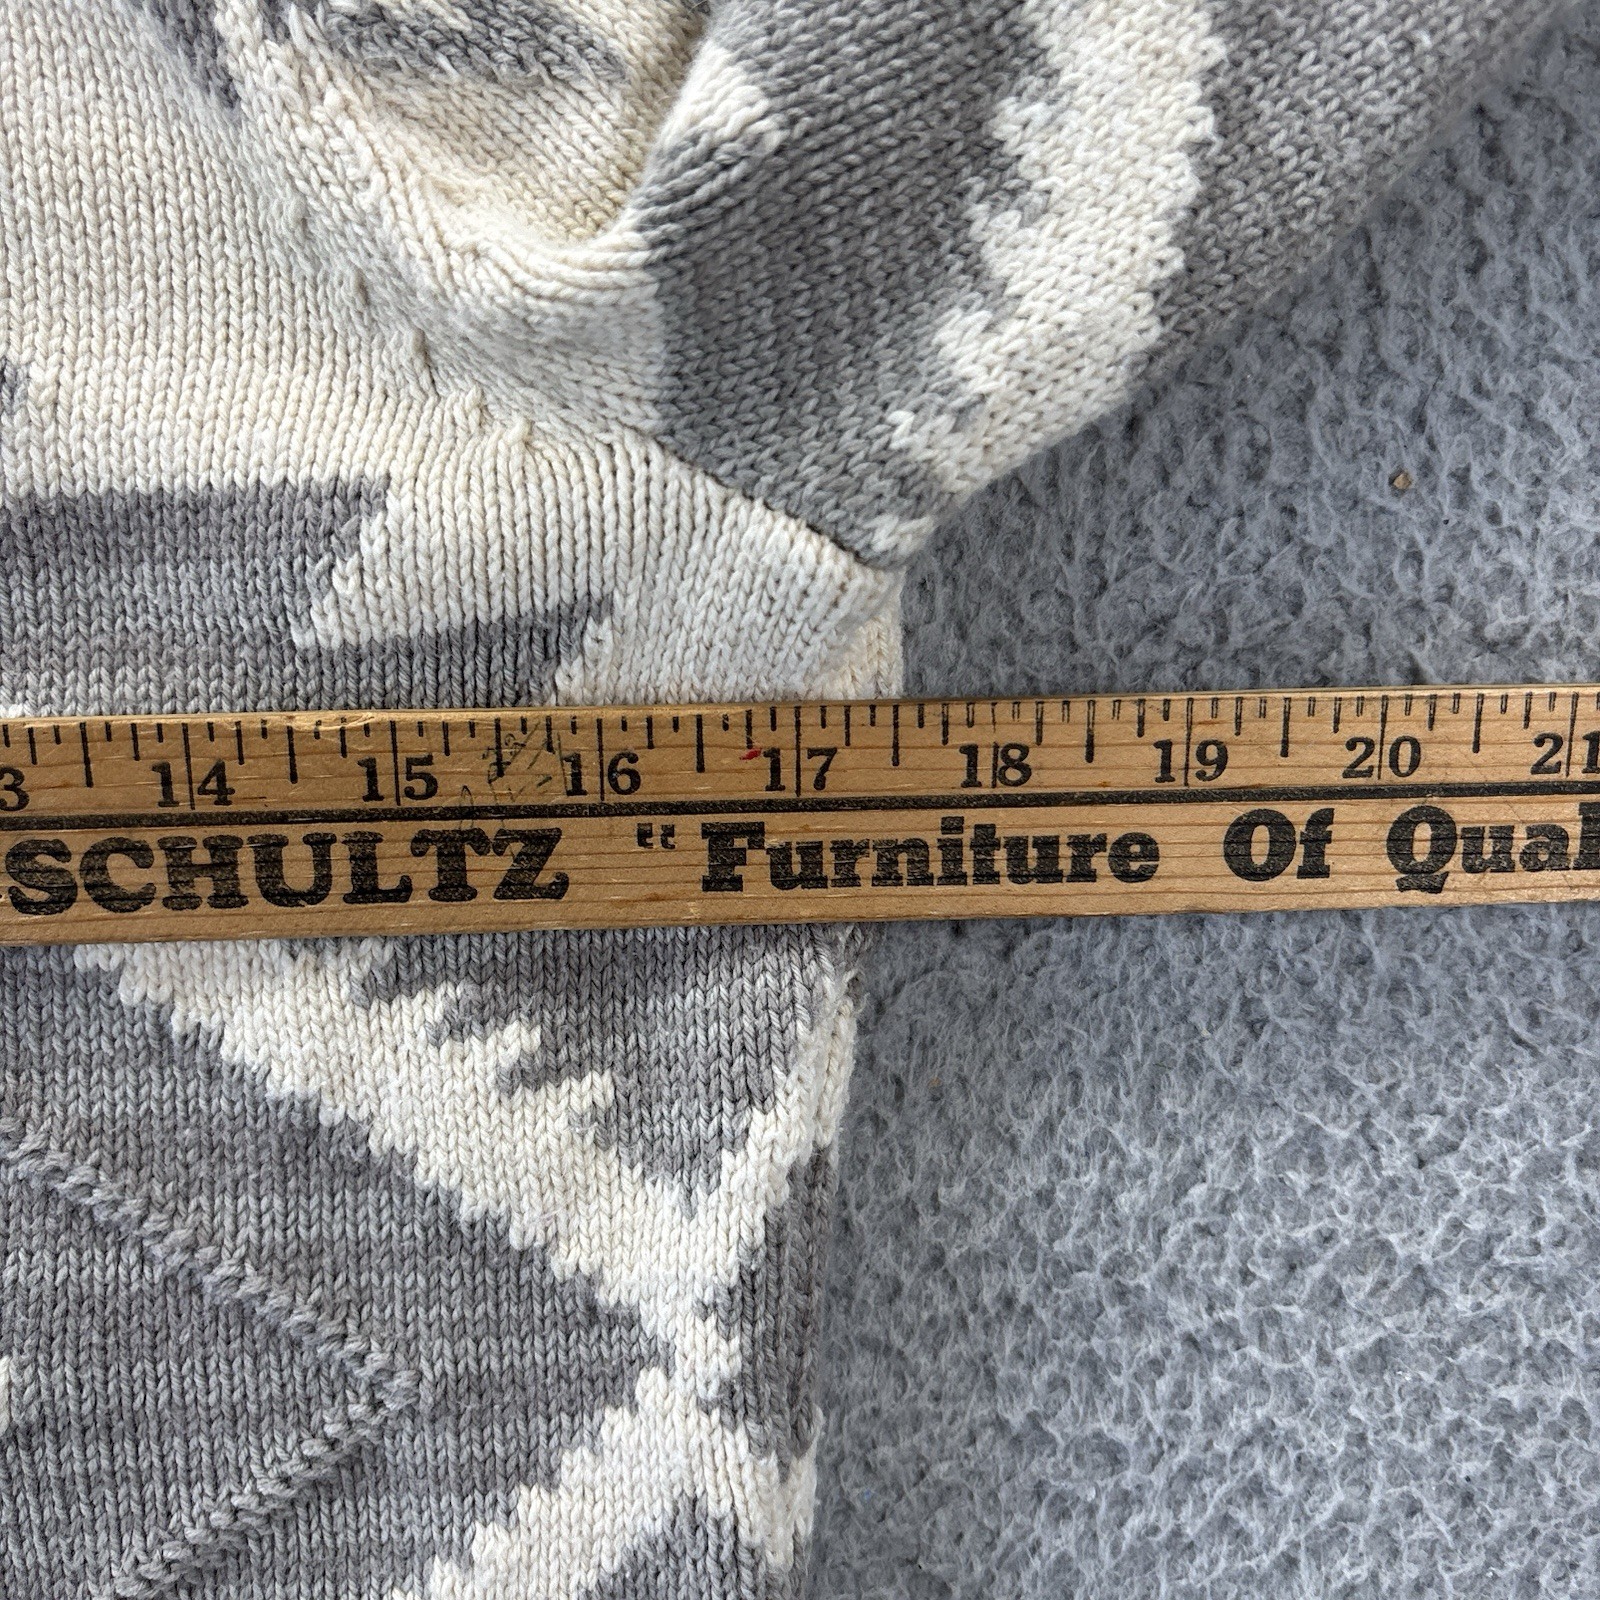 3 14 15 16 17 18 19 20 21
SCHULTZ "Furniture Of Qual